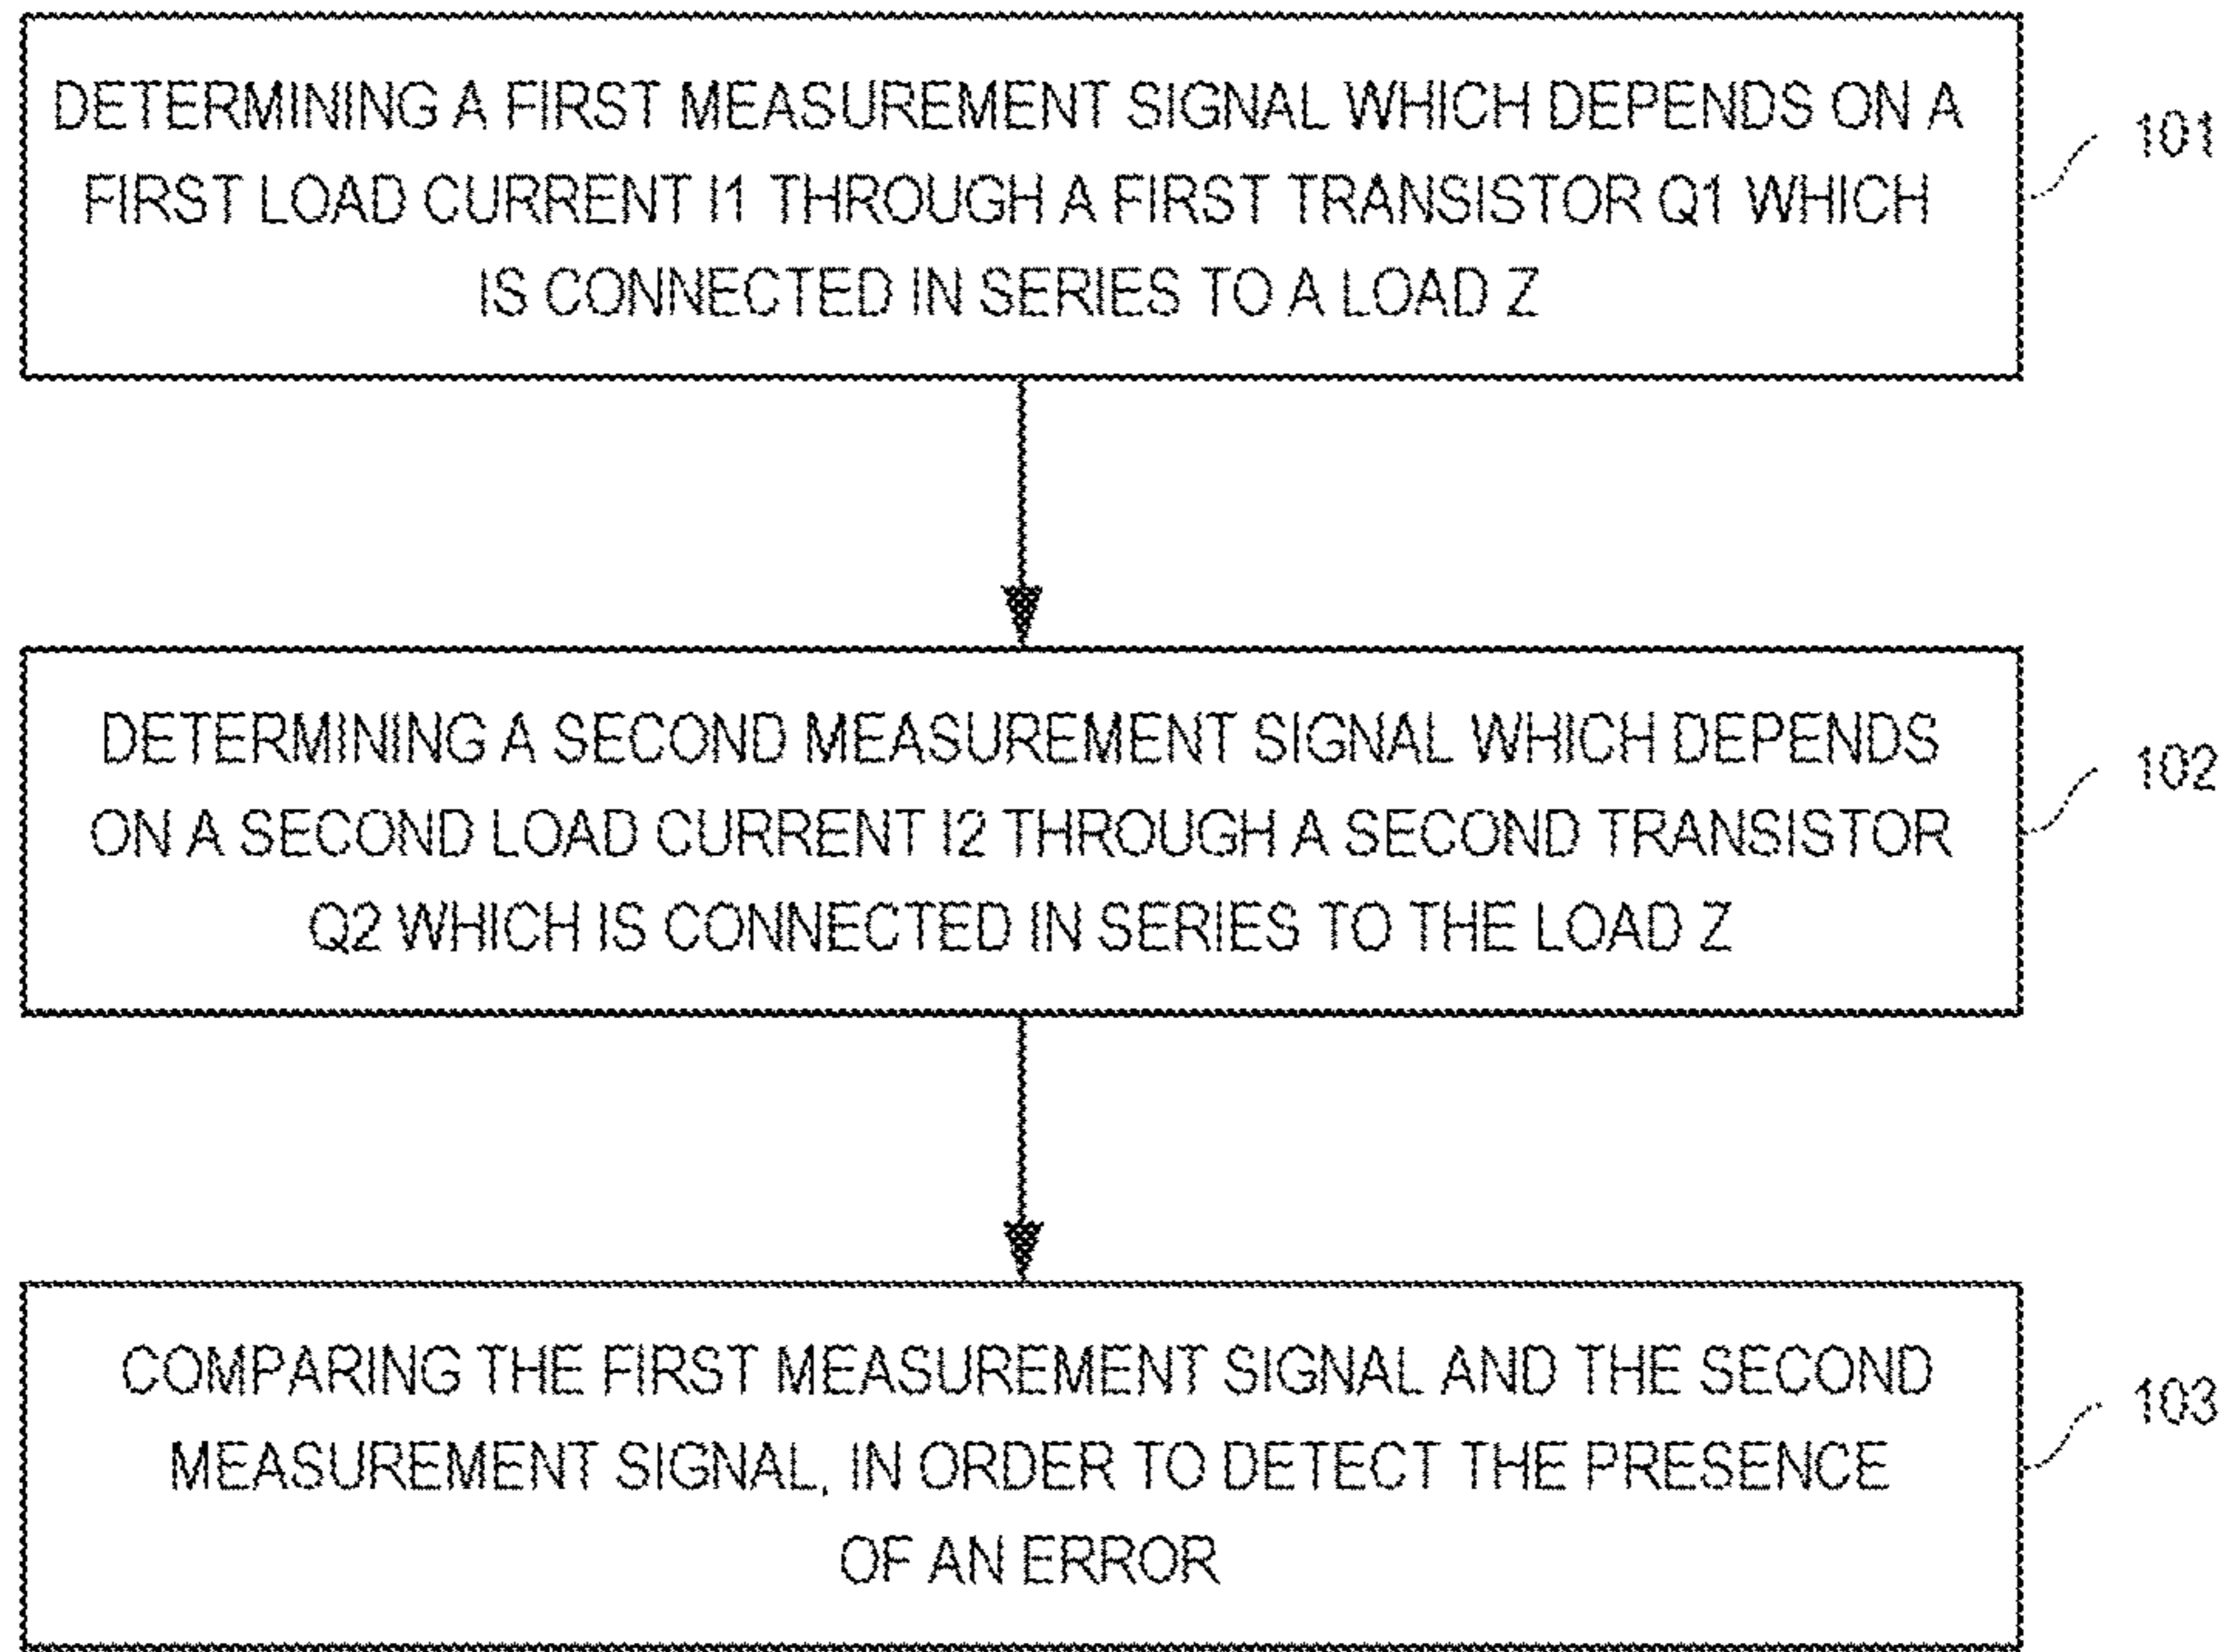 DETERMINING A FIRST MEASUREMENT SIGNAL WHICH DEPENDS ON A
FIRST LOAD CURRENT I1 THROUGH A FIRST TRANSISTOR Q1 WHICH
IS CONNECTED IN SERIES TO A LOAD Z
101
DETERMINING A SECOND MEASUREMENT SIGNAL WHICH DEPENDS
ON A SECOND LOAD CURRENT I2 THROUGH A SECOND TRANSISTOR
Q2 WHICH IS CONNECTED IN SERIES TO THE LOAD Z
102
COMPARING THE FIRST MEASUREMENT SIGNAL AND THE SECOND
MEASUREMENT SIGNAL, IN ORDER TO DETECT THE PRESENCE
OF AN ERROR
103